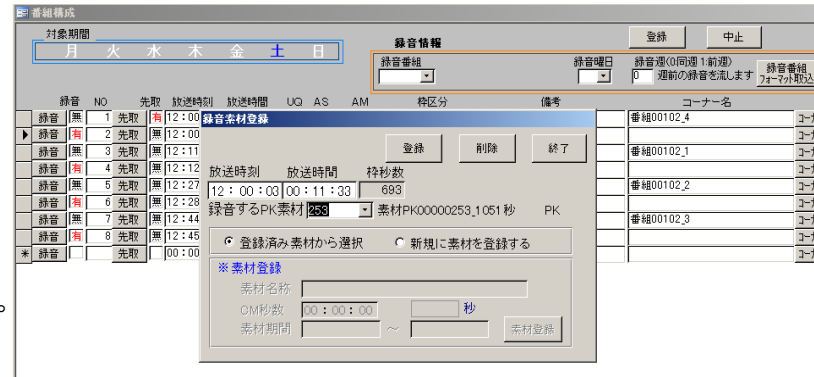 番組構成
対象期間
月 火 水 木 金 土 日
録音情報
登録 中止
録音番組 録音曜日 録音週(0同週 1:前週)
0 週前の録音を流します
録音番組
フォーマット取込
録音 NO 先取 放送時刻 放送時間 UQ AS AM 枠区分 備考 コーナー名
録音 無 1 先取 有 12:00 番組00102_4
録音 有 2 先取 無 12:00
録音 無 3 先取 無 12:11 番組00102_1
録音 有 4 先取 無 12:12
録音 無 5 先取 無 12:27 番組00102_2
録音 有 6 先取 無 12:28
録音 無 7 先取 無 12:44 番組00102_3
録音 有 8 先取 無 12:45
* 録音 先取 00:00
録音素材登録
登録 削除 終了
放送時刻 放送時間 枠秒数
12:00:03 00:11:33 693
録音するPK素材 253 素材PK00000253_1051秒 PK
登録済み素材から選択 新規に素材を登録する
※素材登録
素材名称
CM秒数 00:00:00 秒
素材期間 ～ 素材登録